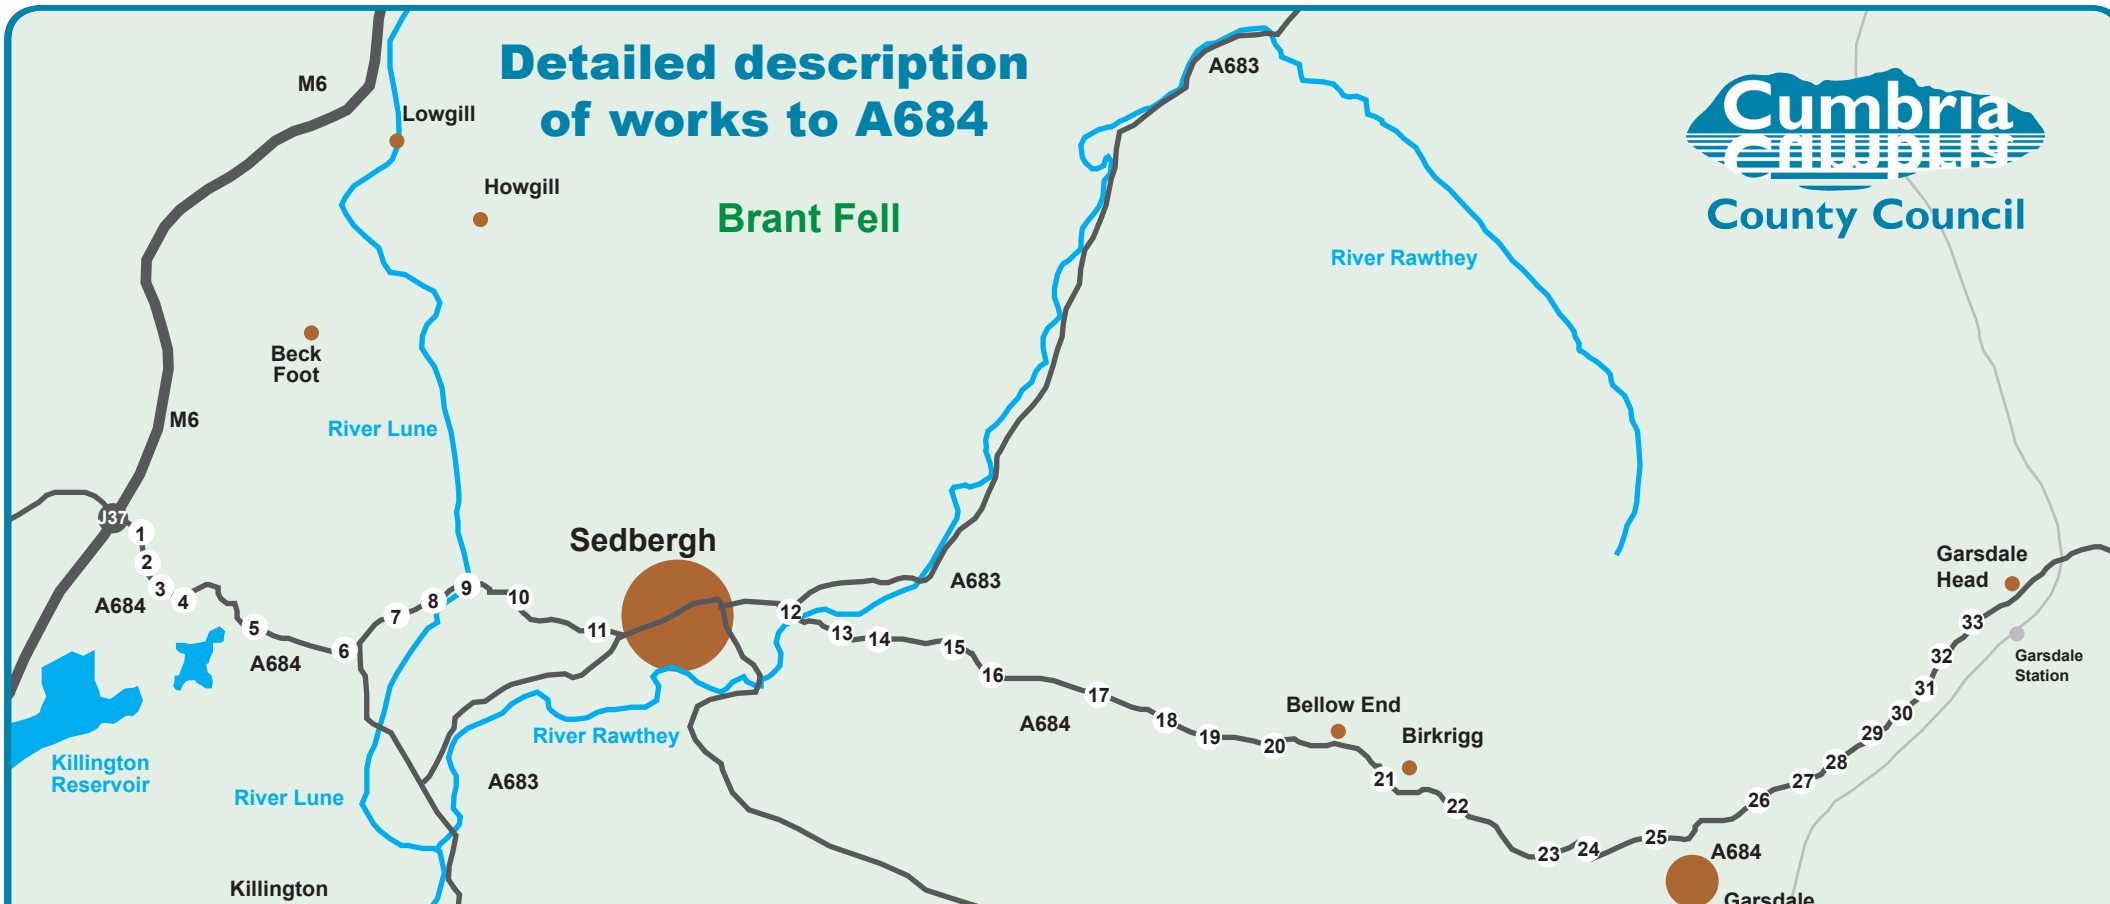 Detailed description
of works to A684
Cumbria
County Council
M6
Lowgill
Howgill
Brant Fell
A683
River Rawthey
Beck
Foot
M6
River Lune
J37
1
2
3
4
A684
5
A684
6
7
8
9
10
11
Sedbergh
12
A683
13
14
15
16
17
A684
18
19
20
Bellow End
Birkrigg
21
22
23
24
25
A684
Garsdale
26
27
28
29
30
31
32
33
Garsdale
Head
Garsdale
Station
Killington
Reservoir
River Lune
River Rawthey
A683
Killington